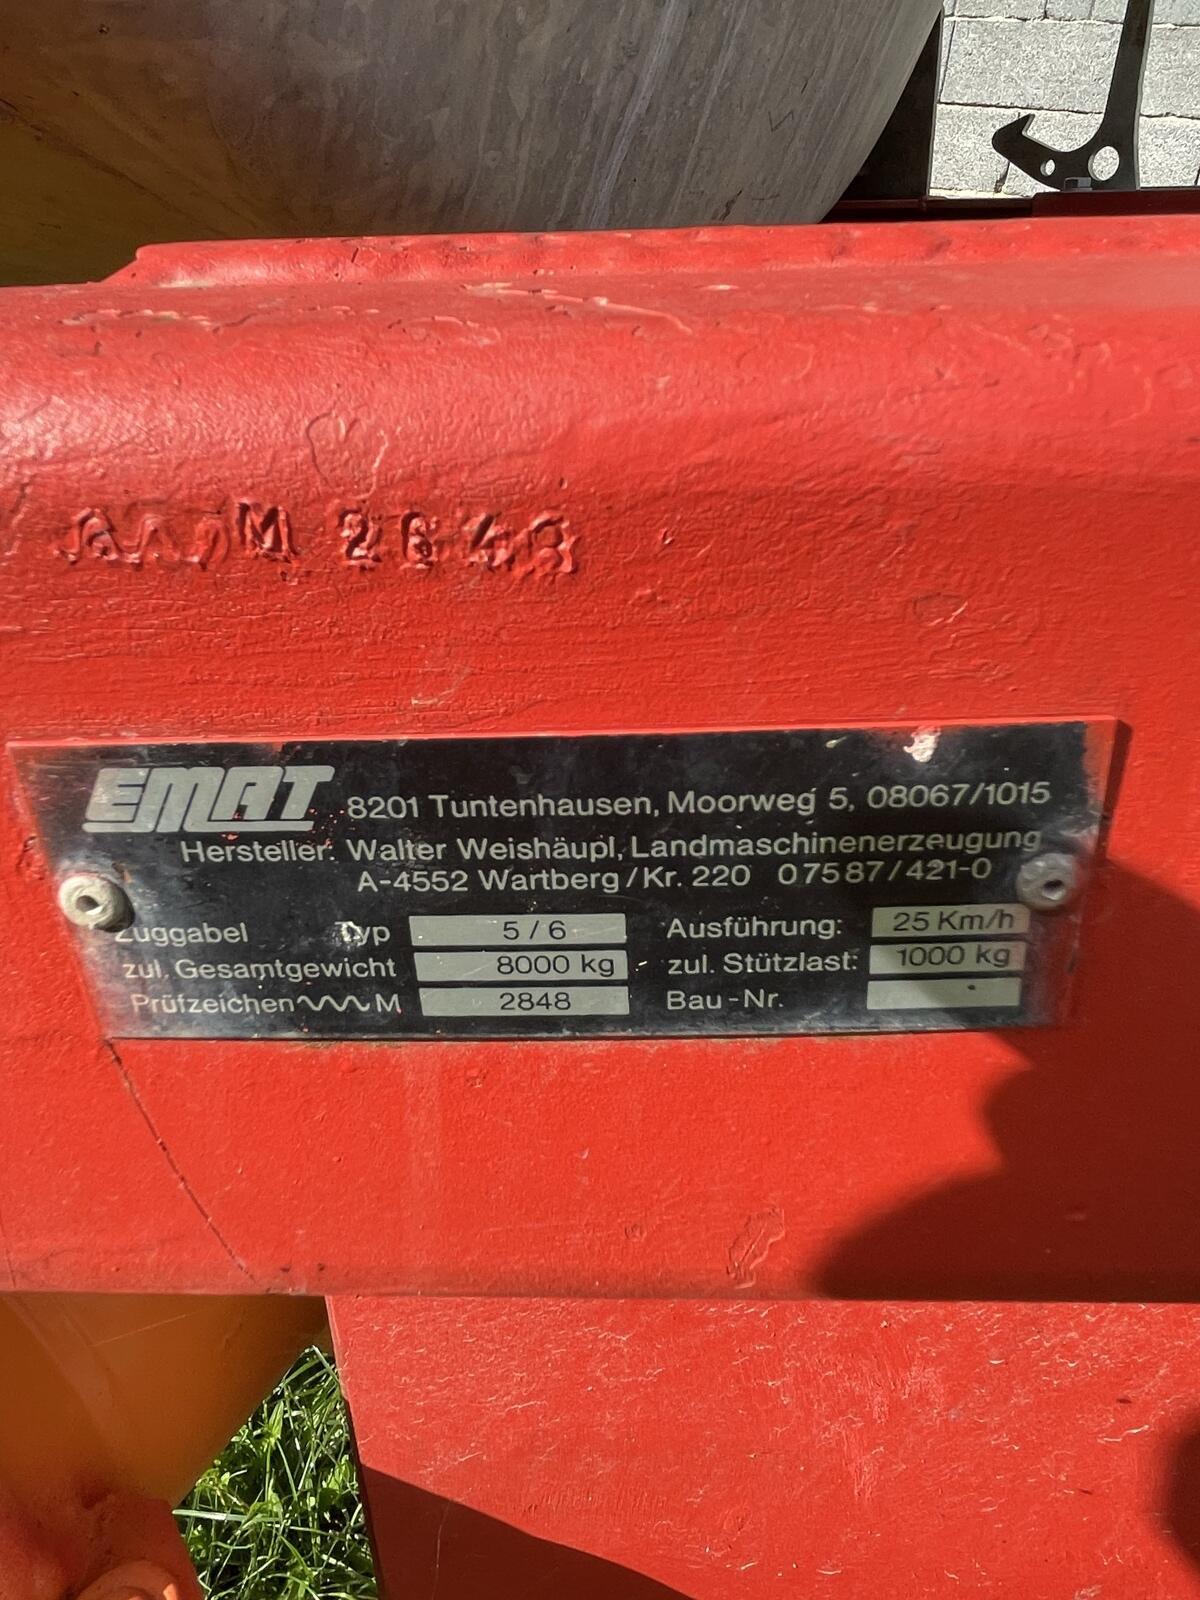 M 2848
EMAT 8201 Tuntenhausen, Moorweg 5, 08067/1015
Hersteller: Walter Weishäupl, Landmaschinenerzeugung
A-4552 Wartberg/Kr. 220 07587/421-0
Zuggabel Typ 5/6 Ausführung: 25 Km/h
zul. Gesamtgewicht 8000 kg zul. Stützlast: 1000 kg
Prüfzeichen M 2848 Bau-Nr.